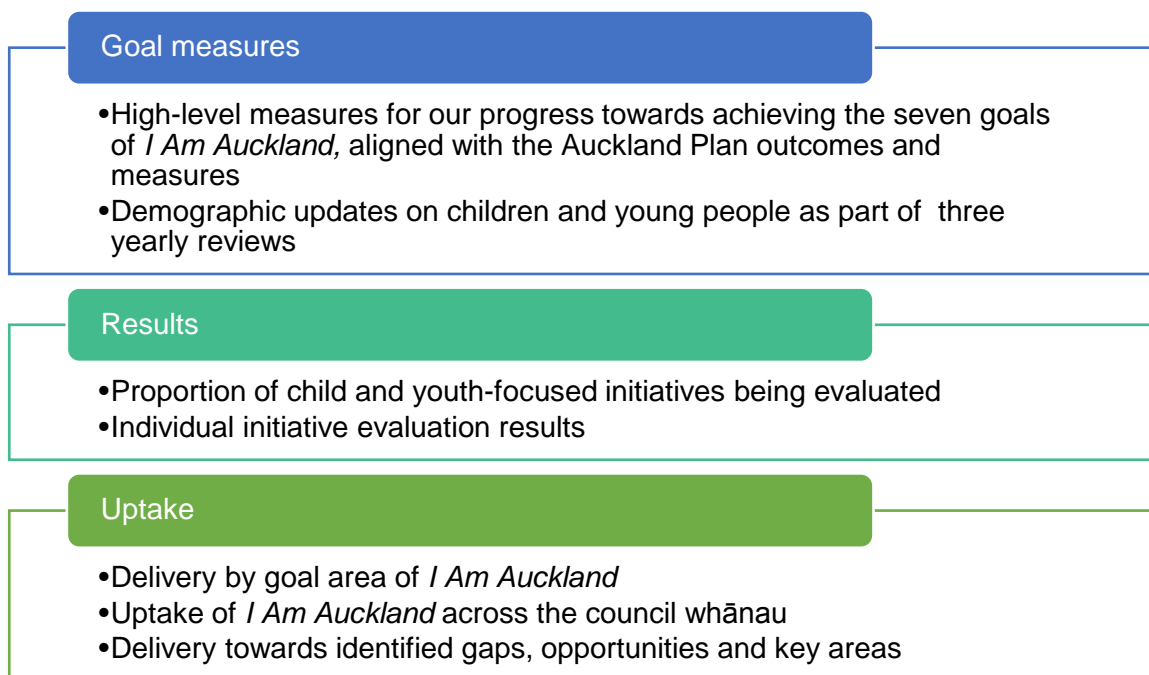 Goal measures
•High-level measures for our progress towards achieving the seven goals
of I Am Auckland, aligned with the Auckland Plan outcomes and
measures
•Demographic updates on children and young people as part of three
yearly reviews
Results
•Proportion of child and youth-focused initiatives being evaluated
•Individual initiative evaluation results
Uptake
•Delivery by goal area of I Am Auckland
•Uptake of I Am Auckland across the council whānau
•Delivery towards identified gaps, opportunities and key areas